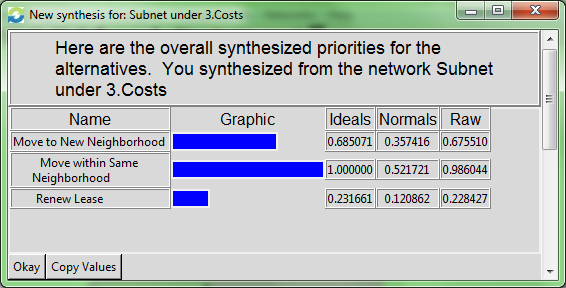 New synthesis for: Subnet under 3.Costs
Here are the overall synthesized priorities for the
alternatives.  You synthesized from the network Subnet
under 3.Costs
Name Graphic Ideals Normals Raw
Move to New Neighborhood 0.685071 0.357416 0.675510
Move within Same
Neighborhood 1.000000 0.521721 0.986044
Renew Lease 0.231661 0.120862 0.228427
Okay Copy Values